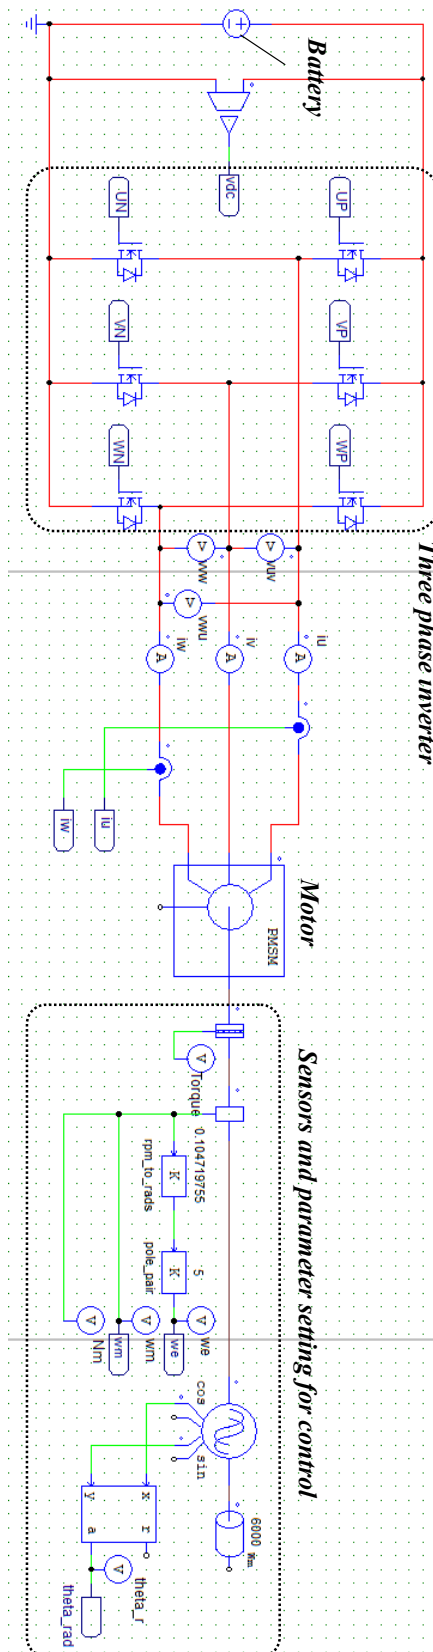 Three phase inverter
Battery
Motor
Sensors and parameter setting for control
UP
VP
WP
vdc
UN
VN
WN
vuv
V
vvw
V
vwu
V
iu
A
iv
A
iw
A
iu
iw
PMSM
Torque
V
0.104719755
K
rpm_to_rads
5
K
pole_pair
we
V
we
wm
V
wm
Nm
V
cos
sin
6000
x
r
y
a
theta_r
V
theta_rad